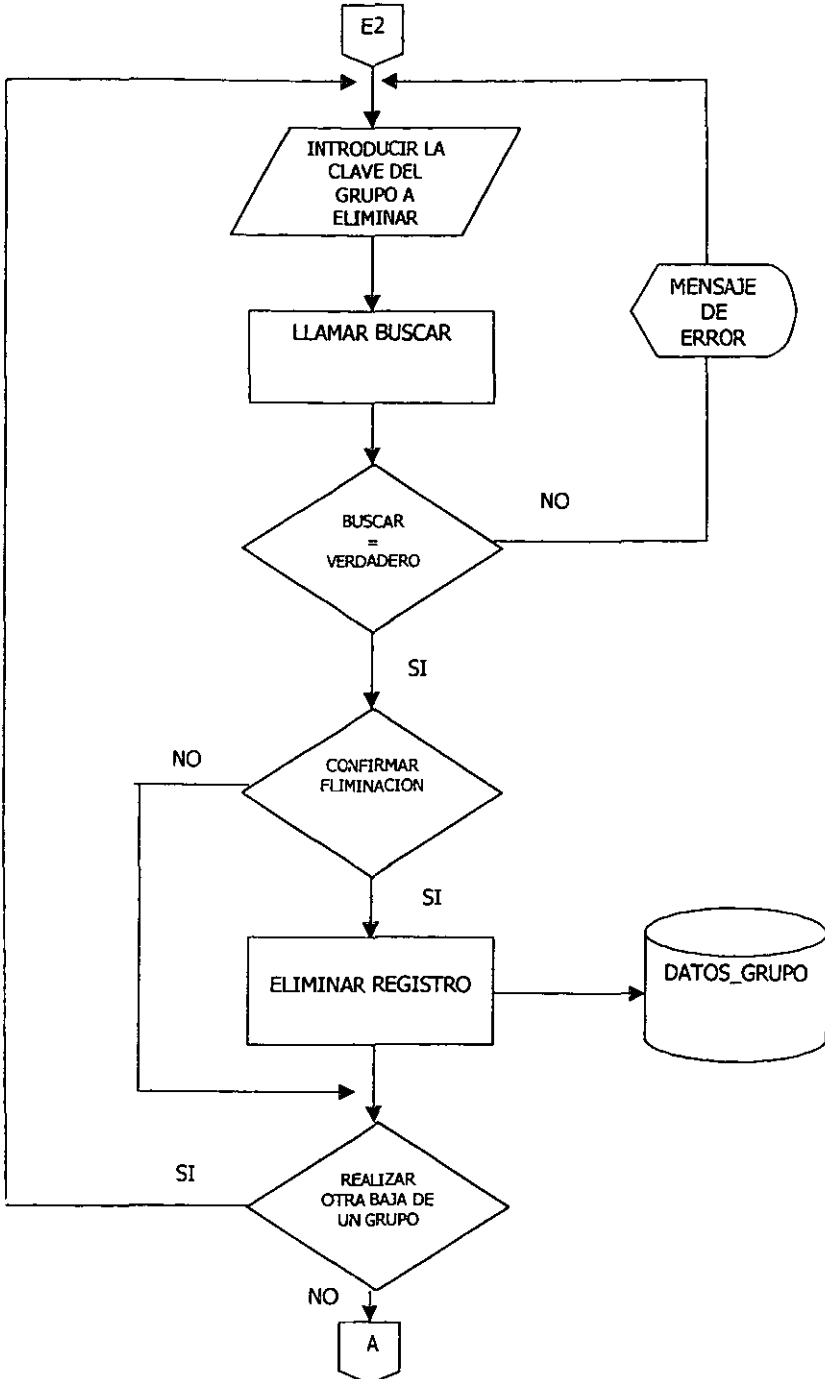 E2
INTRODUCIR LA
CLAVE DEL
GRUPO A
ELIMINAR
MENSAJE
DE
ERROR
LLAMAR BUSCAR
NO
BUSCAR
=
VERDADERO
SI
NO
CONFIRMAR
ELIMINACION
SI
ELIMINAR REGISTRO
DATOS_GRUPO
SI
REALIZAR
OTRA BAJA DE
UN GRUPO
NO
A